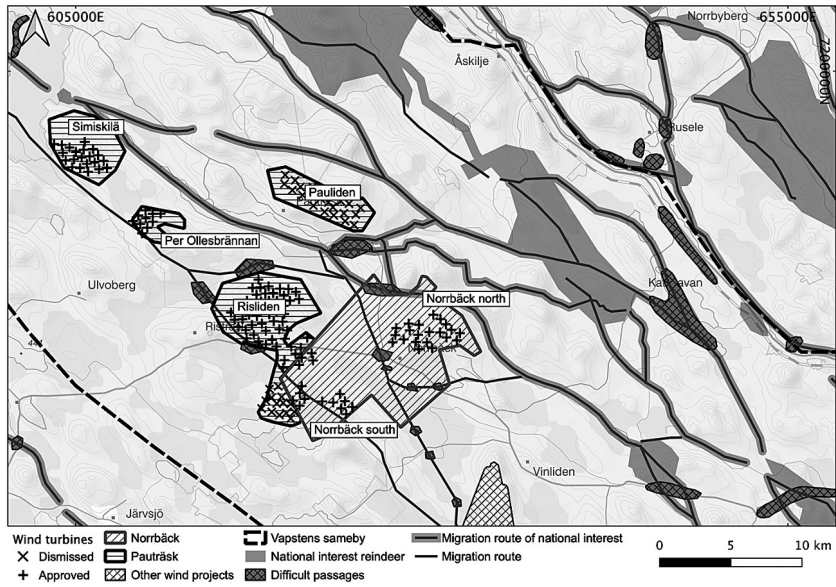 605000E
655000E
7200000N
Norrbyberg
Åskilje
Rusele
Simiskilä
Pauliden
Per Ollesbrännan
Ulvoberg
Risliden
Norrbäck north
Norrbäck south
Vinliden
Järvsjö
Wind turbines
Dismissed
Approved
Norrbäck
Pauträsk
Other wind projects
Vapstens sameby
National interest reindeer
Difficult passages
Migration route of national interest
Migration route
0 5 10 km